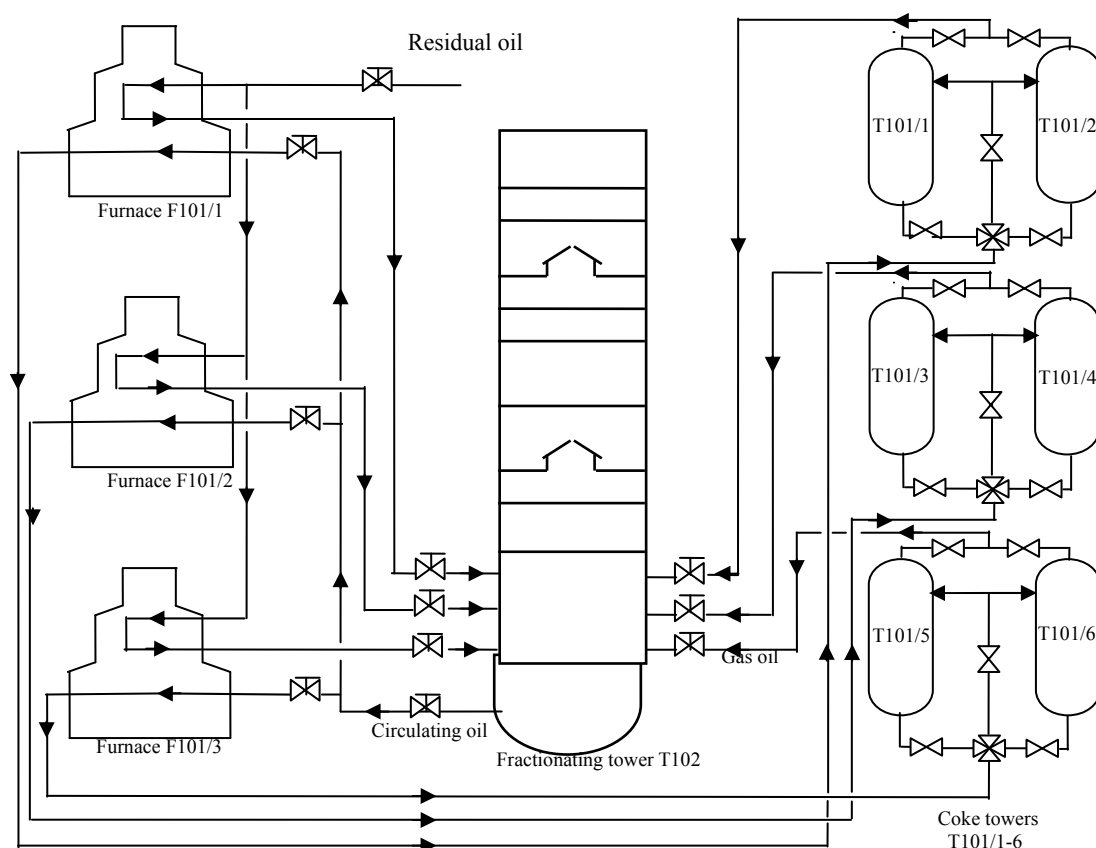 Residual oil
T101/1
T101/2
Furnace F101/1
T101/3
T101/4
Furnace F101/2
T101/5
T101/6
Gas oil
Circulating oil
Furnace F101/3
Fractionating tower T102
Coke towers
T101/1-6